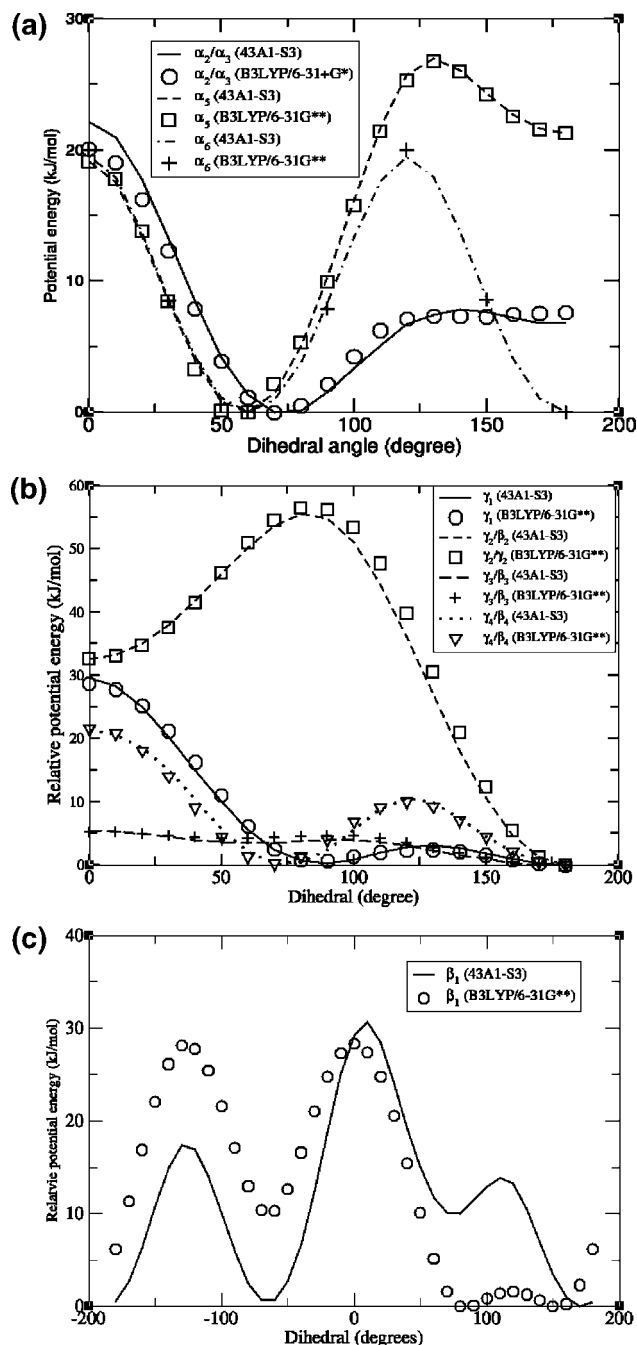 (a)
30
20
10
0
Potential energy (kJ/mol)
α2/α3 (43A1-S3)
α2/α3 (B3LYP/6-31+G*)
α5 (43A1-S3)
α5 (B3LYP/6-31G**)
α6 (43A1-S3)
α6 (B3LYP/6-31G**
0 50 100 150 200
Dihedral angle (degree)
(b)
60
50
40
30
20
10
0
Relative potential energy (kJ/mol)
γ1 (43A1-S3)
γ1 (B3LYP/6-31G**)
γ2/β2 (43A1-S3)
γ2/γ2 (B3LYP/6-31G**)
γ3/β3 (43A1-S3)
γ3/β3 (B3LYP/6-31G**)
γ4/β4 (43A1-S3)
γ4/β4 (B3LYP/6-31G**)
0 50 100 150 200
Dihedral (degree)
(c)
40
30
20
10
0
Relatvie potential energy (kJ/mol)
β1 (43A1-S3)
β1 (B3LYP/6-31G**)
-200 -100 0 100 200
Dihedral (degrees)